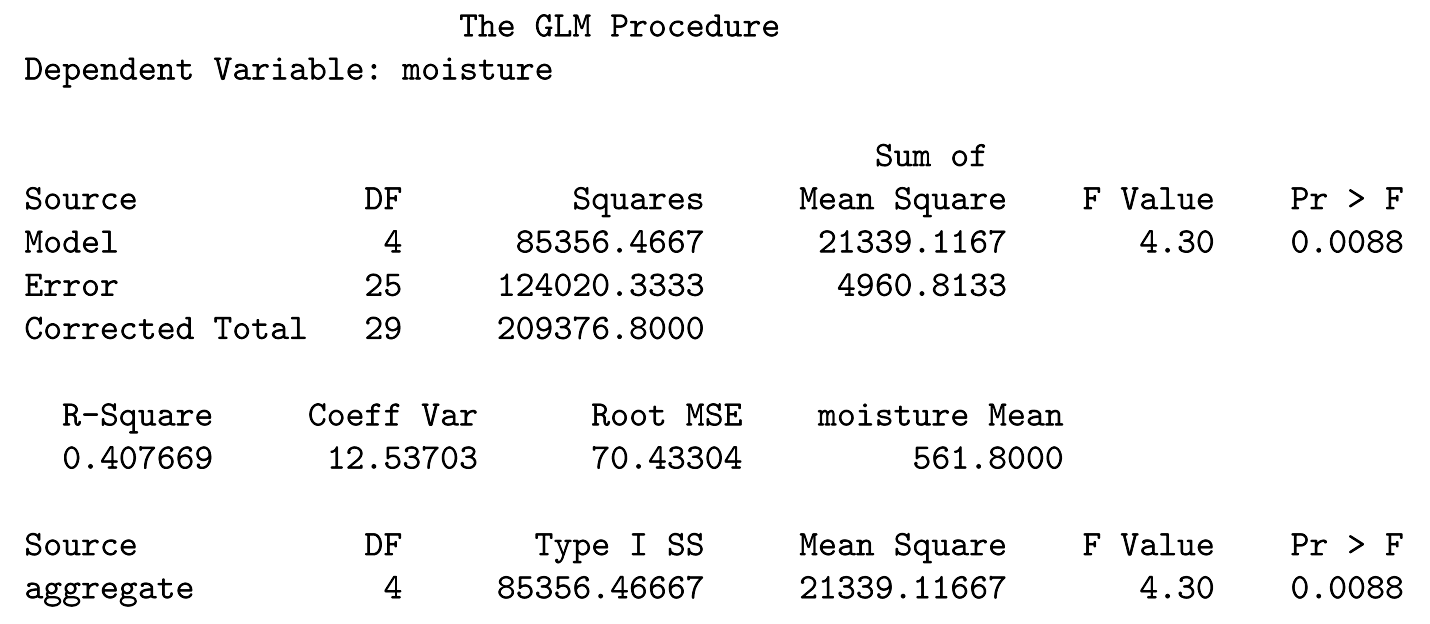 The GLM Procedure
Dependent Variable: moisture
Sum of
Source DF Squares Mean Square F Value Pr > F
Model 4 85356.4667 21339.1167 4.30 0.0088
Error 25 124020.3333 4960.8133
Corrected Total 29 209376.8000
R-Square Coeff Var Root MSE moisture Mean
0.407669 12.53703 70.43304 561.8000
Source DF Type I SS Mean Square F Value Pr > F
aggregate 4 85356.46667 21339.11667 4.30 0.0088